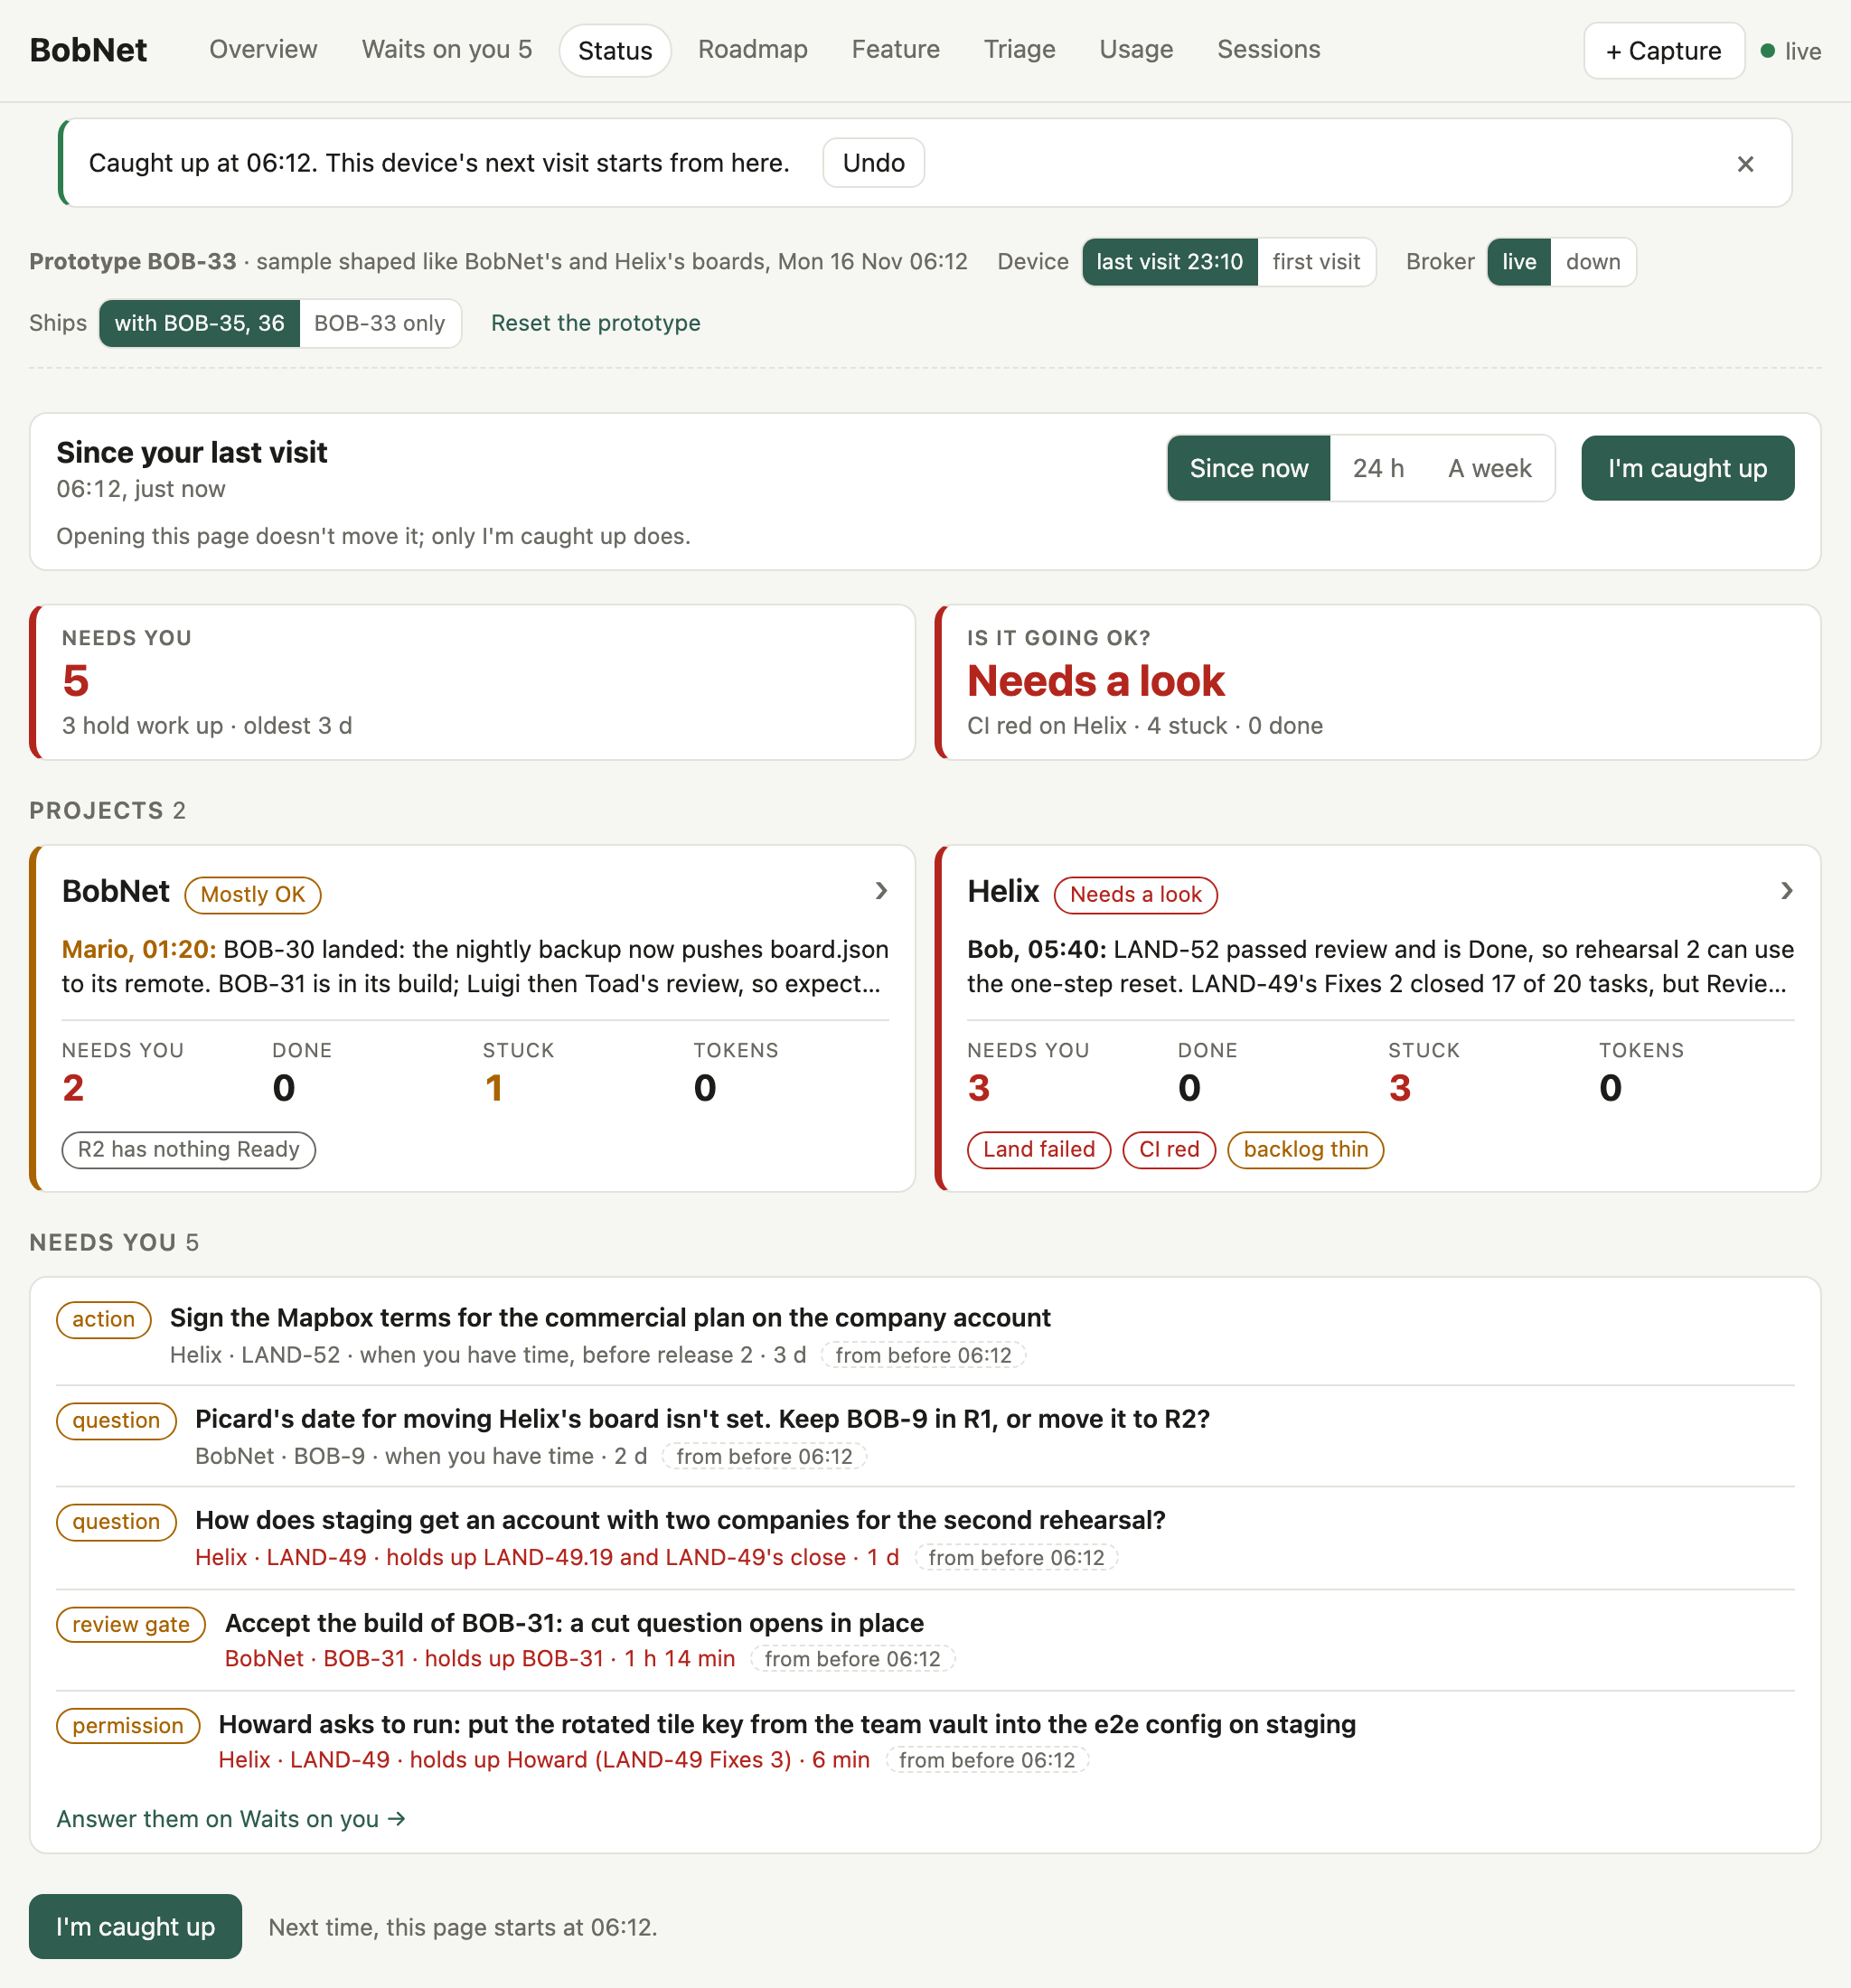 BobNet Overview Waits on you 5 Status Roadmap Feature Triage Usage Sessions + Capture live
Caught up at 06:12. This device's next visit starts from here. Undo ×
Prototype BOB-33 · sample shaped like BobNet's and Helix's boards, Mon 16 Nov 06:12 Device last visit 23:10 first visit Broker live down
Ships with BOB-35, 36 BOB-33 only Reset the prototype
Since your last visit
06:12, just now
Since now 24 h A week I'm caught up
Opening this page doesn't move it; only I'm caught up does.
NEEDS YOU
5
3 hold work up · oldest 3 d
IS IT GOING OK?
Needs a look
CI red on Helix · 4 stuck · 0 done
PROJECTS 2
BobNet Mostly OK ›
Mario, 01:20: BOB-30 landed: the nightly backup now pushes board.json
to its remote. BOB-31 is in its build; Luigi then Toad's review, so expect...
NEEDS YOU DONE STUCK TOKENS
2 0 1 0
R2 has nothing Ready
Helix Needs a look ›
Bob, 05:40: LAND-52 passed review and is Done, so rehearsal 2 can use
the one-step reset. LAND-49's Fixes 2 closed 17 of 20 tasks, but Revie...
NEEDS YOU DONE STUCK TOKENS
3 0 3 0
Land failed CI red backlog thin
NEEDS YOU 5
action Sign the Mapbox terms for the commercial plan on the company account
Helix · LAND-52 · when you have time, before release 2 · 3 d from before 06:12
question Picard's date for moving Helix's board isn't set. Keep BOB-9 in R1, or move it to R2?
BobNet · BOB-9 · when you have time · 2 d from before 06:12
question How does staging get an account with two companies for the second rehearsal?
Helix · LAND-49 · holds up LAND-49.19 and LAND-49's close · 1 d from before 06:12
review gate Accept the build of BOB-31: a cut question opens in place
BobNet · BOB-31 · holds up BOB-31 · 1 h 14 min from before 06:12
permission Howard asks to run: put the rotated tile key from the team vault into the e2e config on staging
Helix · LAND-49 · holds up Howard (LAND-49 Fixes 3) · 6 min from before 06:12
Answer them on Waits on you →
I'm caught up Next time, this page starts at 06:12.